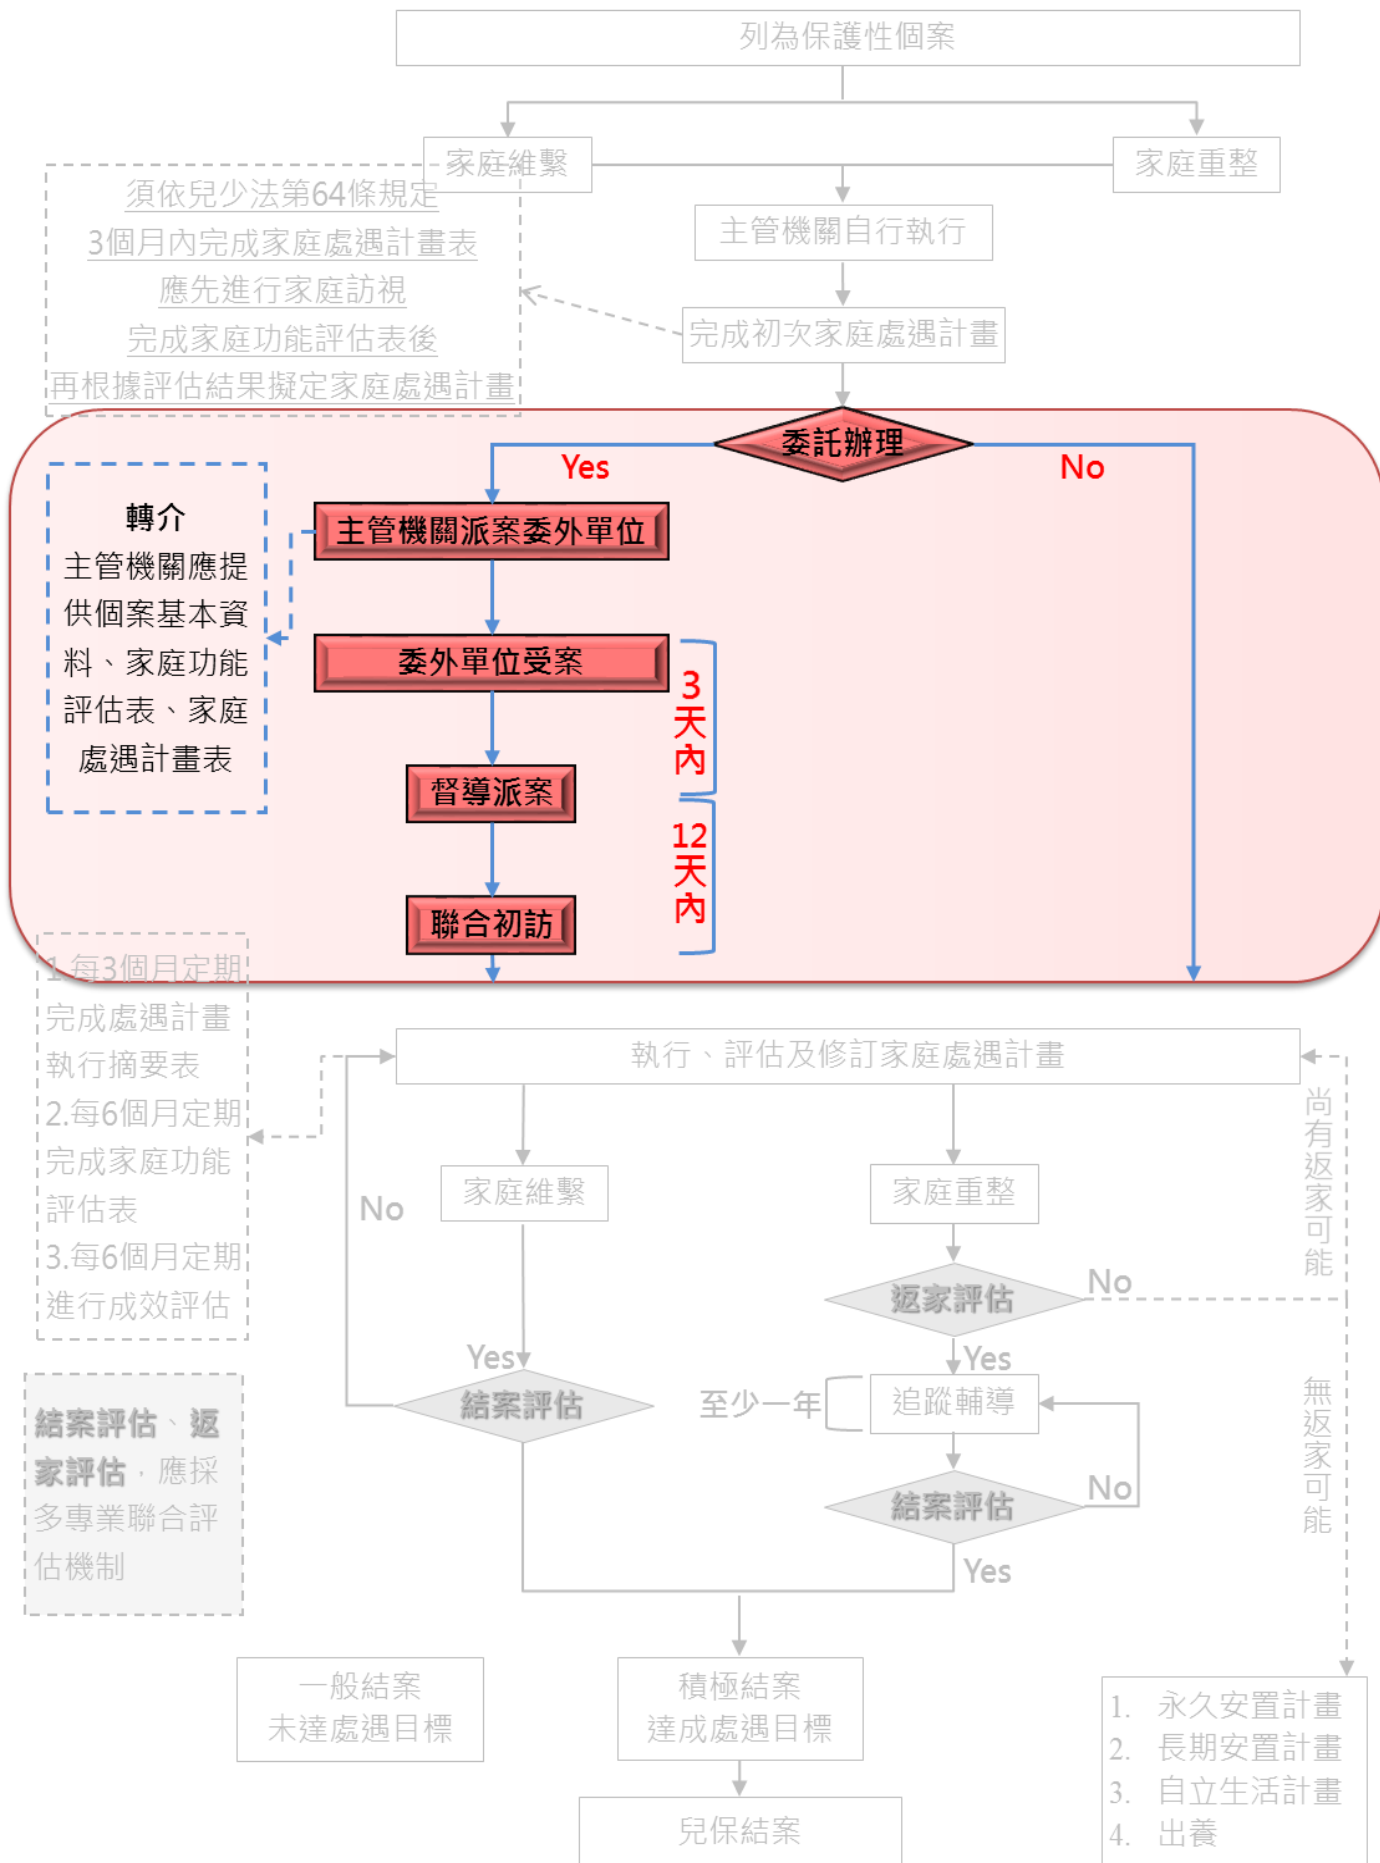 列為保護性個案
家庭維繫
家庭重整
須依兒少法第64條規定
3個月內完成家庭處遇計畫表
應先進行家庭訪視
完成家庭功能評估表後
再根據評估結果擬定家庭處遇計畫
主管機關自行執行
完成初次家庭處遇計畫
委託辦理
Yes
No
轉介
主管機關應提
供個案基本資
料、家庭功能
評估表、家庭
處遇計畫表
主管機關派案委外單位
委外單位受案
3
天
內
督導派案
12
天
內
聯合初訪
1.每3個月定期
完成處遇計畫
執行摘要表
2.每6個月定期
完成家庭功能
評估表
3.每6個月定期
進行成效評估
執行、評估及修訂家庭處遇計畫
尚
有
返
家
可
能
家庭維繫
家庭重整
No
返家評估
No
Yes
Yes
結案評估
至少一年
追蹤輔導
無
返
家
可
能
結案評估、返
家評估，應採
多專業聯合評
估機制
結案評估
No
Yes
一般結案
未達處遇目標
積極結案
達成處遇目標
1. 永久安置計畫
2. 長期安置計畫
3. 自立生活計畫
4. 出養
兒保結案